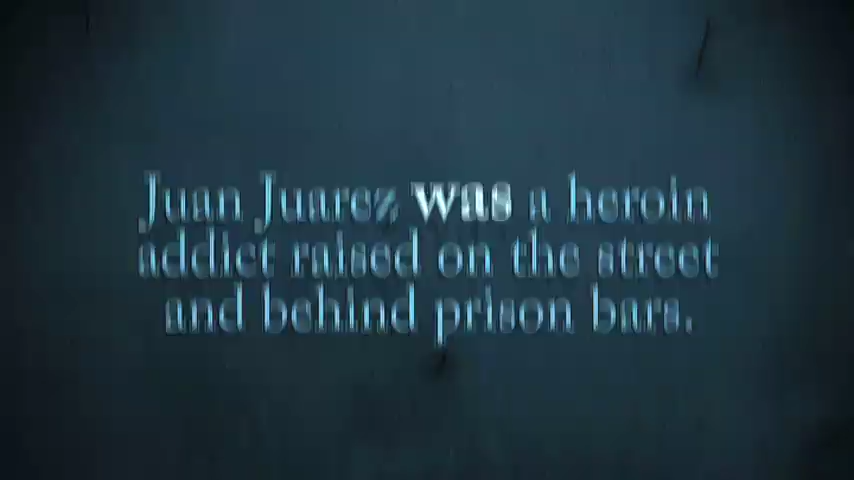 Juan Juarez was a heroin
addict raised on the street
and behind prison bars.